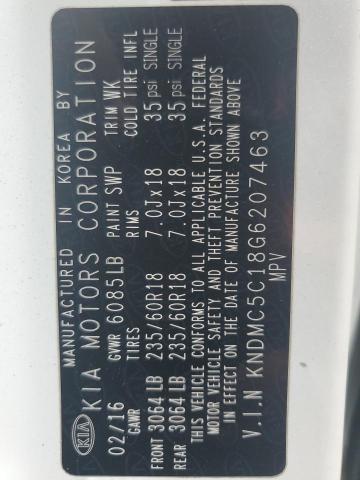 MANUFACTURED IN KOREA BY
KIA KIA MOTORS CORPORATION
02/16 GVWR 6085LB PAINT SWP TRIM WK
GAWR TIRES RIMS COLD TIRE INFL
FRONT 3064 LB 235/60R18 7.0Jx18 35 psi SINGLE
REAR 3064 LB 235/60R18 7.0Jx18 35 psi SINGLE
THIS VEHICLE CONFORMS TO ALL APPLICABLE U.S.A. FEDERAL
MOTOR VEHICLE SAFETY AND THEFT PREVENTION STANDARDS
IN EFFECT ON THE DATE OF MANUFACTURE SHOWN ABOVE
V.I.N KNDMC5C18G6207463
MPV